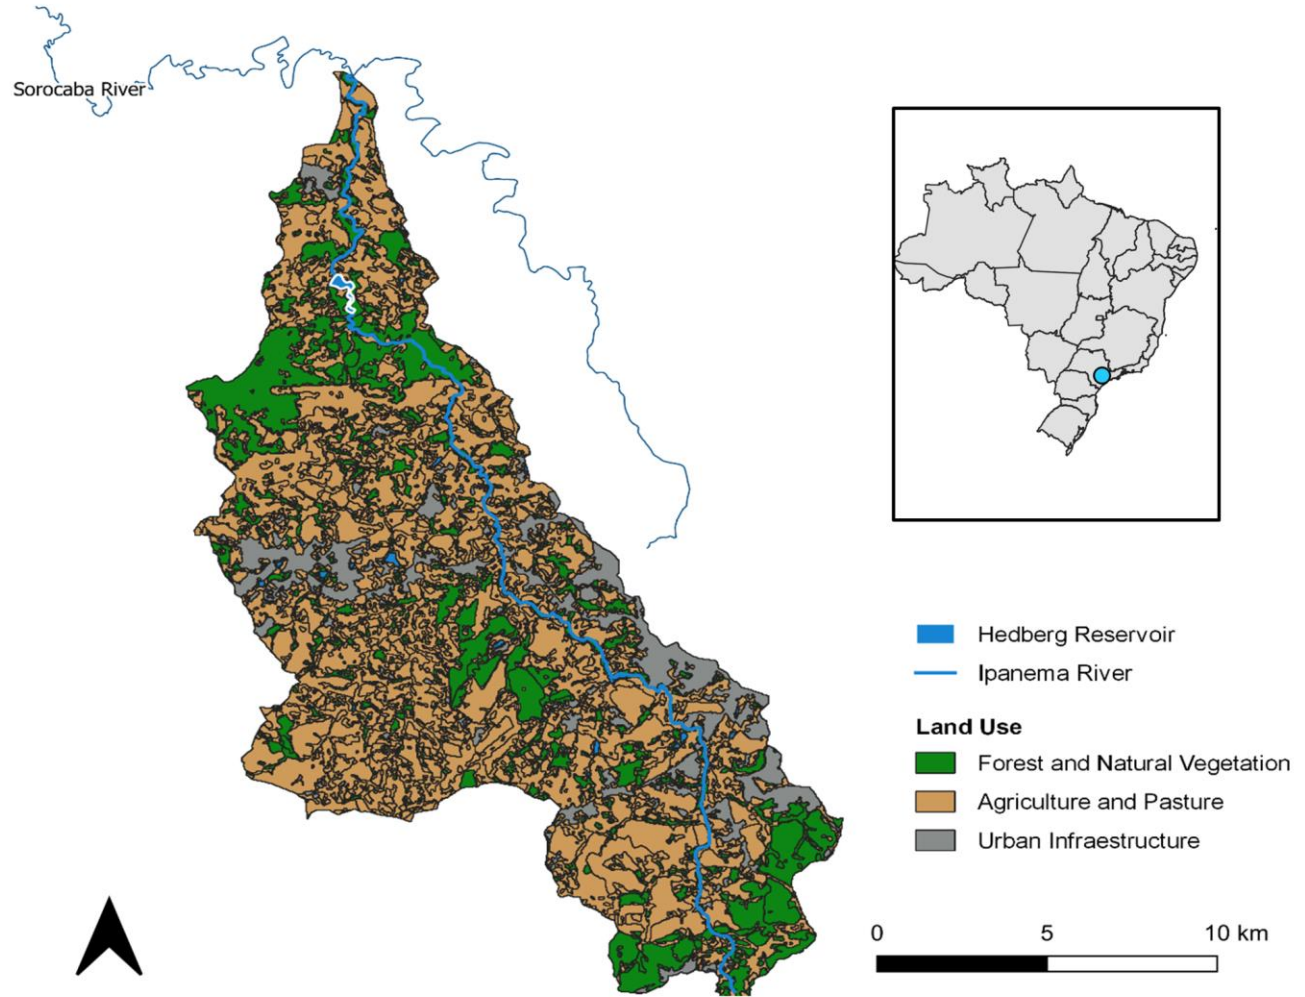 Sorocaba River
Hedberg Reservoir
Ipanema River
Land Use
Forest and Natural Vegetation
Agriculture and Pasture
Urban Infraestructure
0 5 10 km